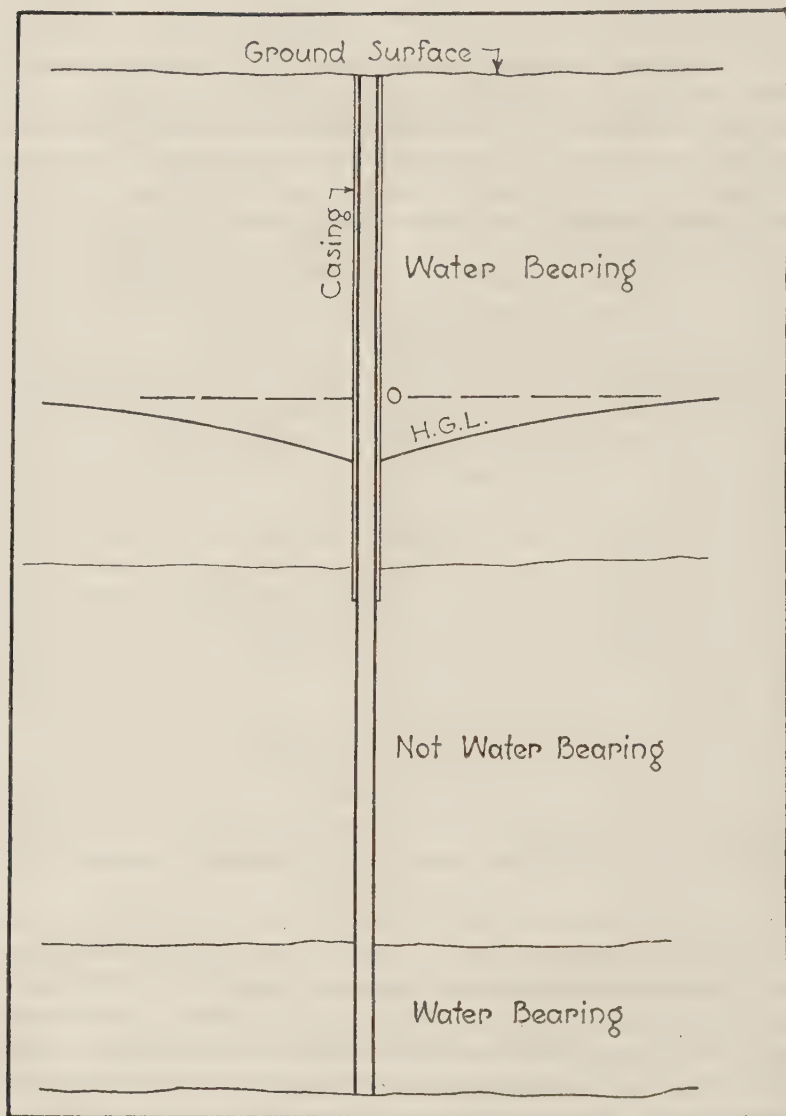 Ground Surface
Casing
Water Bearing
O
H.G.L.
Not Water Bearing
Water Bearing